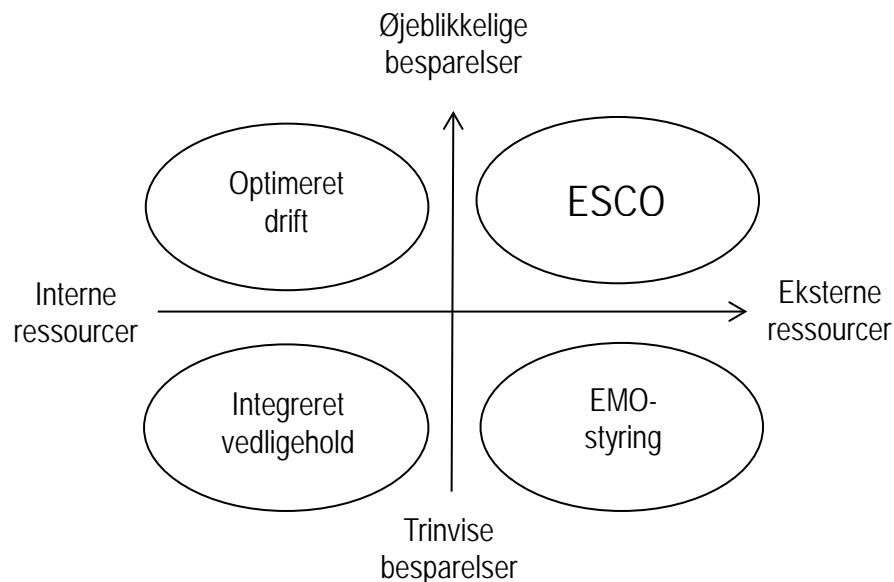 Øjeblikkelige
besparelser
Optimeret
drift
ESCO
Interne
ressourcer
Eksterne
ressourcer
Integreret
vedligehold
EMO-
styring
Trinvise
besparelser